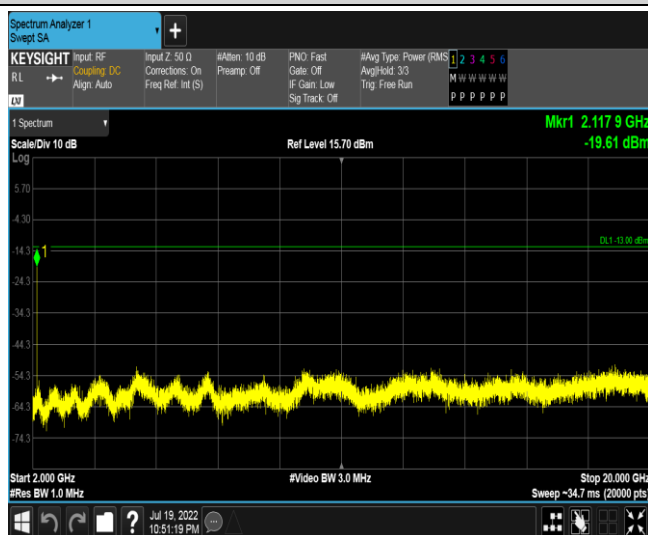 Spectrum Analyzer 1
Swept SA
+
KEYSIGHT
RL
LXI
Input: RF
Coupling: DC
Align: Auto
Input Z: 50 Ω
Corrections: On
Freq Ref: Int (S)
#Atten: 10 dB
Preamp: Off
PNO: Fast
Gate: Off
IF Gain: Low
Sig Track: Off
#Avg Type: Power (RMS
Avg|Hold: 3/3
Trig: Free Run
1 2 3 4 5 6
M W W W W W
P P P P P P
1 Spectrum
Mkr1 2.117 9 GHz
-19.61 dBm
Scale/Div 10 dB
Ref Level 15.70 dBm
Log
5.70
-4.30
DL1 -13.00 dBm
-14.3
1
-24.3
-34.3
-44.3
-54.3
-64.3
-74.3
Start 2.000 GHz
#Video BW 3.0 MHz
Stop 20.000 GHz
#Res BW 1.0 MHz
Sweep ~34.7 ms (20000 pts)
?
Jul 19, 2022
10:51:19 PM